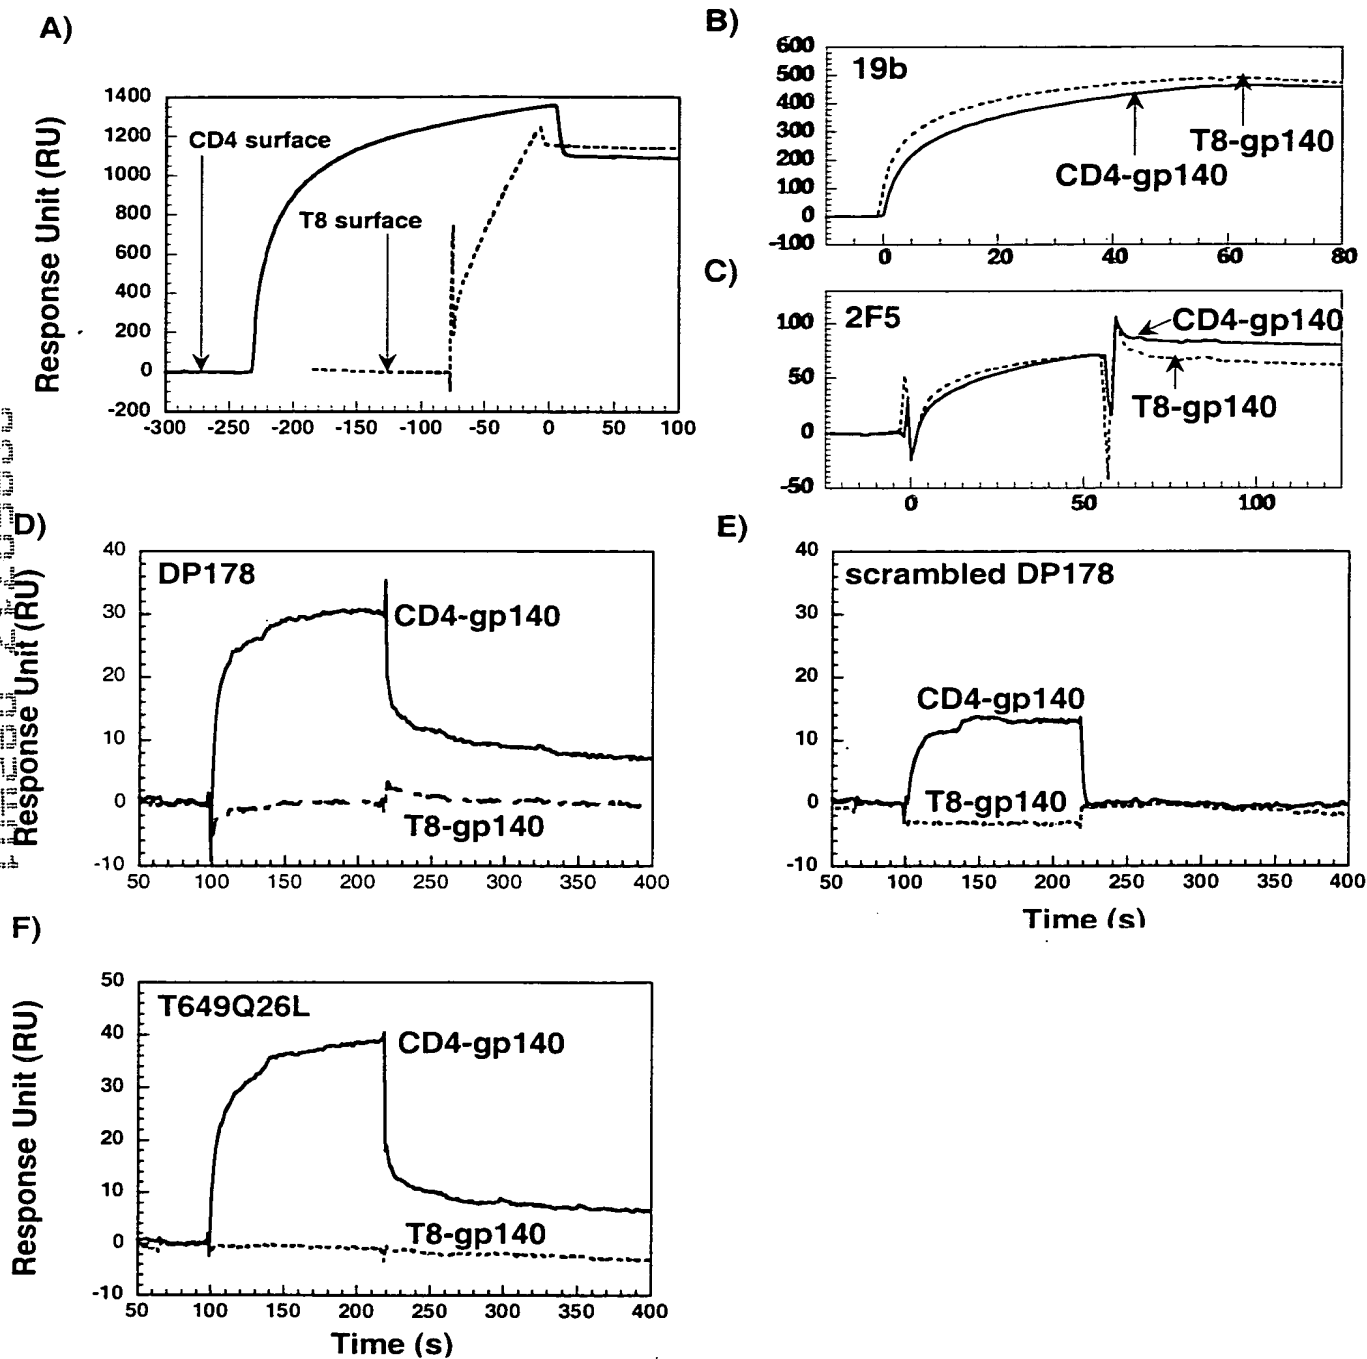 A)
Response Unit (RU)
1400
1200
1000
800
600
400
200
0
-200
CD4 surface
T8 surface
-300 -250 -200 -150 -100 -50 0 50 100
B)
600
500
400
300
200
100
0
-100
19b
T8-gp140
CD4-gp140
0 20 40 60 80
C)
100
50
0
-50
2F5
CD4-gp140
T8-gp140
0 50 100
D)
Response Unit (RU)
40
30
20
10
0
-10
DP178
CD4-gp140
T8-gp140
50 100 150 200 250 300 350 400
E)
40
30
20
10
0
-10
scrambled DP178
CD4-gp140
T8-gp140
50 100 150 200 250 300 350 400
Time (s)
F)
Response Unit (RU)
50
40
30
20
10
0
-10
T649Q26L
CD4-gp140
T8-gp140
50 100 150 200 250 300 350 400
Time (s)